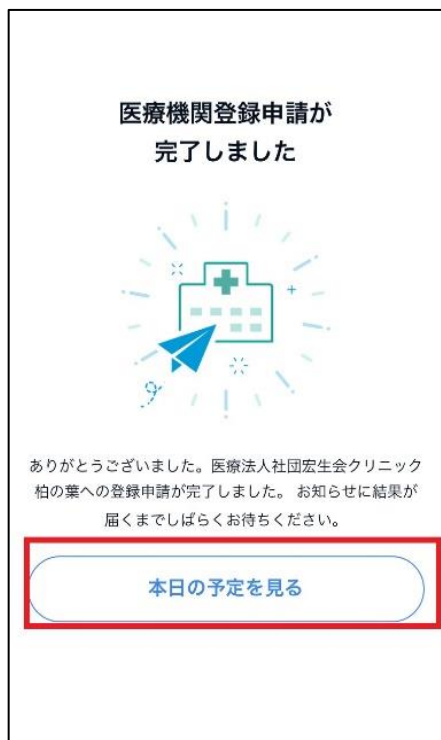 医療機関登録申請が
完了しました
ありがとうございました。医療法人社団宏生会クリニック
柏の葉への登録申請が完了しました。 お知らせに結果が
届くまでしばらくお待ちください。
本日の予定を見る